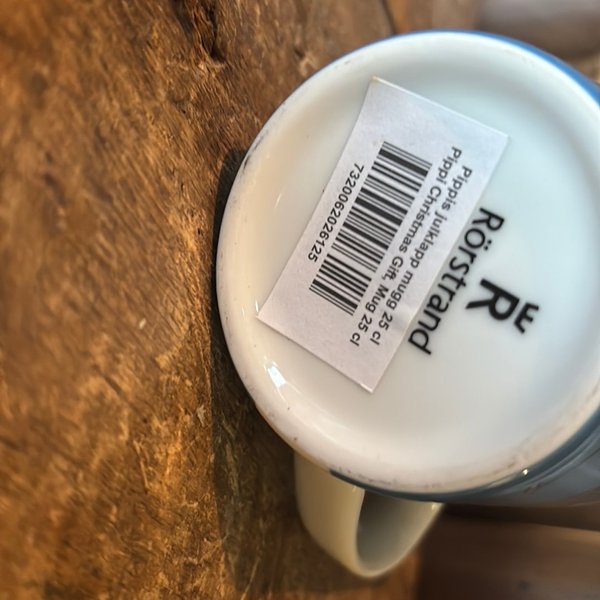 Pippis julklapp mugg 25 cl
Pippi Christmas Gift, Mug 25 cl
7320062026125
Rörstrand
R